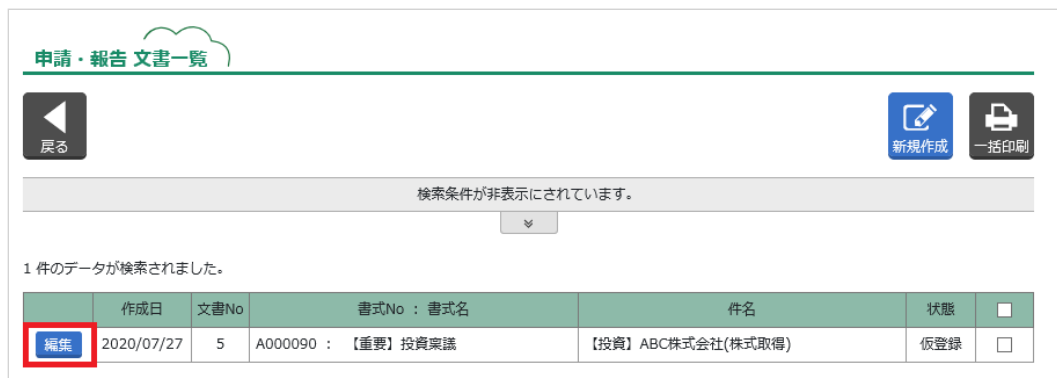 申請・報告 文書一覧
戻る
新規作成
一括印刷
検索条件が非表示にされています。
1 件のデータが検索されました。
作成日 文書No 書式No ： 書式名 件名 状態
編集 2020/07/27 5 A000090 ： 【重要】投資稟議 【投資】ABC株式会社(株式取得) 仮登録